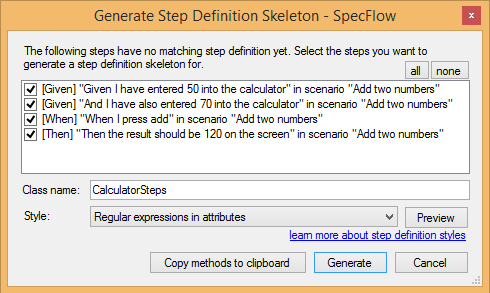 Generate Step Definition Skeleton - SpecFlow
x
The following steps have no matching step definition yet. Select the steps you want to
generate a step definition skeleton for.
all none
[Given] "Given I have entered 50 into the calculator" in scenario "Add two numbers"
[Given] "And I have also entered 70 into the calculator" in scenario "Add two numbers"
[When] "When I press add" in scenario "Add two numbers"
[Then] "Then the result should be 120 on the screen" in scenario "Add two numbers"
Class name: CalculatorSteps
Style: Regular expressions in attributes Preview
learn more about step definition styles
Copy methods to clipboard Generate Cancel